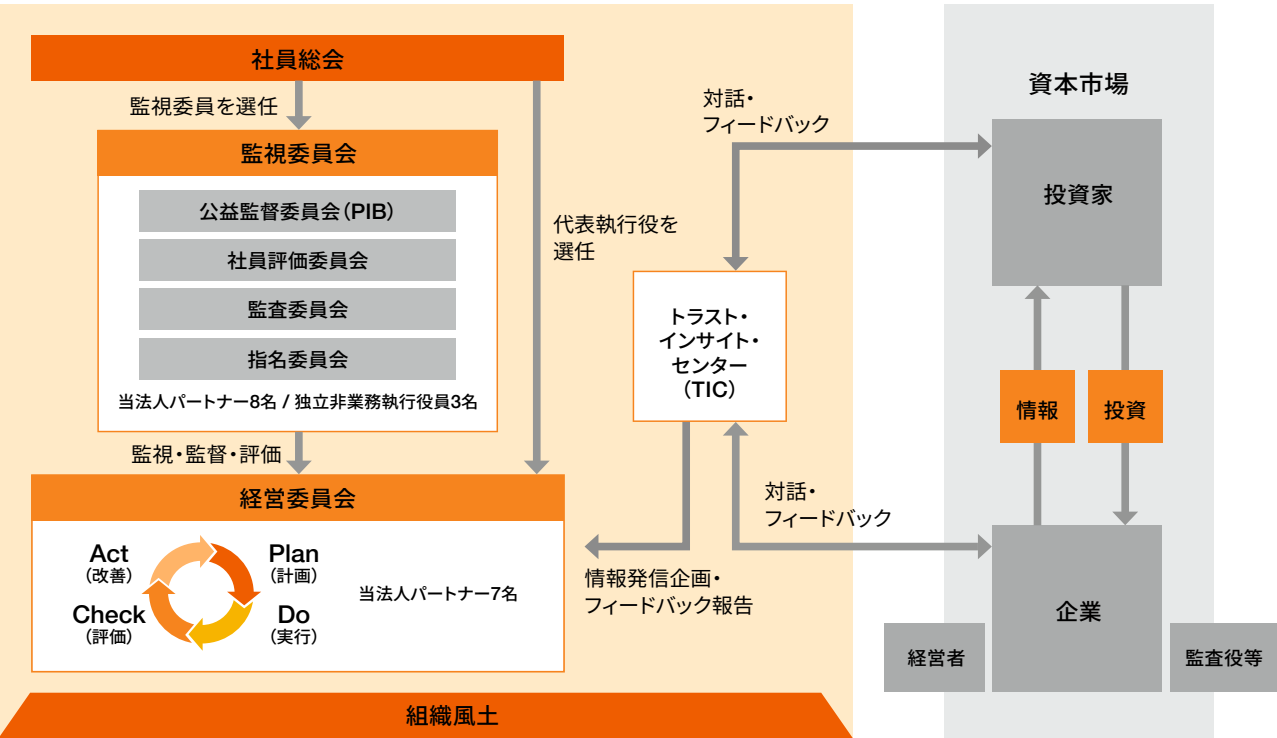 社員総会
監視委員を選任
監視委員会
公益監督委員会(PIB)
社員評価委員会
監査委員会
指名委員会
当法人パートナー8名 / 独立非業務執行役員3名
監視・監督・評価
代表執行役を
選任
経営委員会
Act
(改善)
Plan
(計画)
Check
(評価)
Do
(実行)
当法人パートナー7名
組織風土
対話・
フィードバック
トラスト・
インサイト・
センター
(TIC)
対話・
フィードバック
情報発信企画・
フィードバック報告
資本市場
投資家
情報
投資
企業
経営者
監査役等